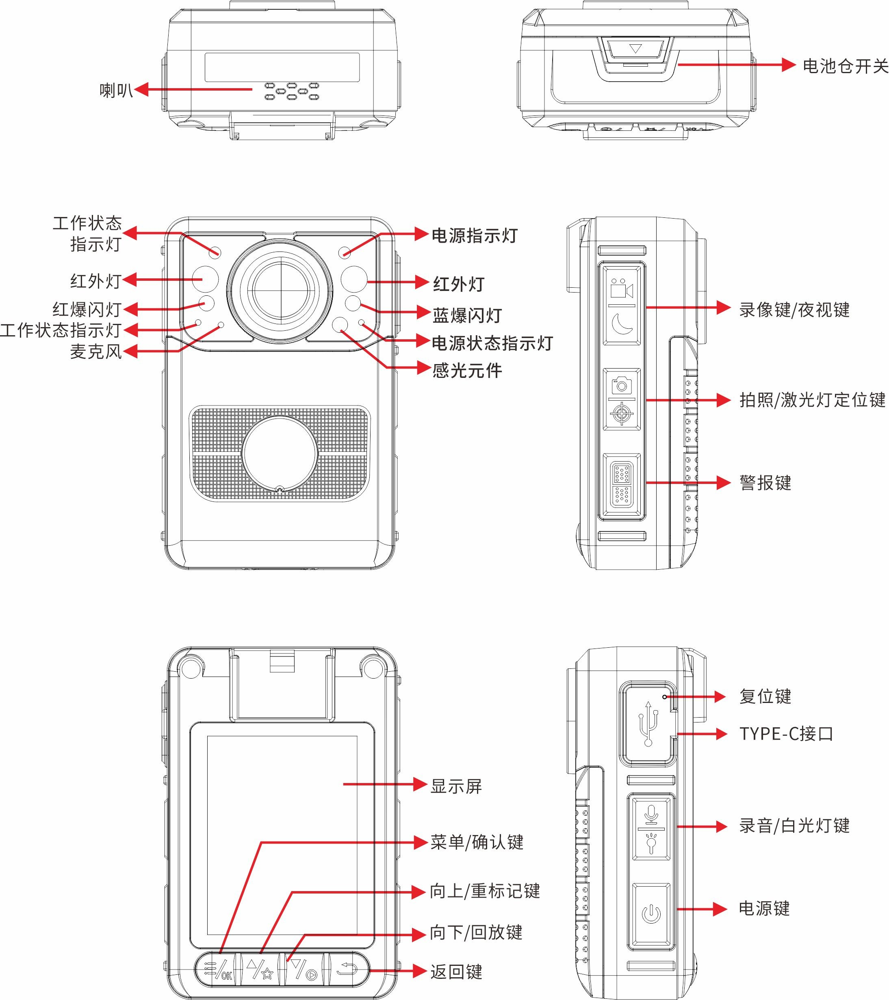 喇叭
电池仓开关
工作状态
指示灯
红外灯
红爆闪灯
工作状态指示灯
麦克风
电源指示灯
红外灯
蓝爆闪灯
电源状态指示灯
感光元件
录像键/夜视键
拍照/激光灯定位键
警报键
显示屏
菜单/确认键
向上/重标记键
向下/回放键
返回键
OK
复位键
TYPE-C接口
录音/白光灯键
电源键